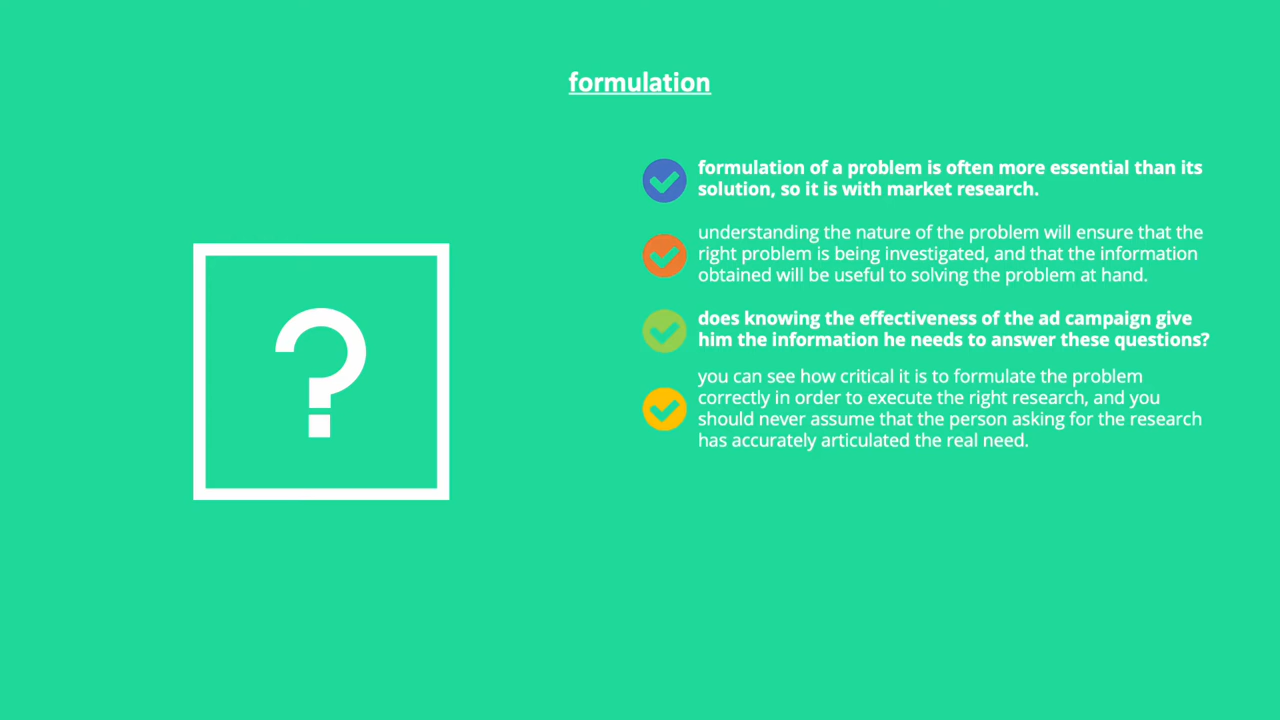 formulation
formulation of a problem is often more essential than its
solution, so it is with market research.
understanding the nature of the problem will ensure that the
right problem is being investigated, and that the information
obtained will be useful to solving the problem at hand.
does knowing the effectiveness of the ad campaign give
him the information he needs to answer these questions?
you can see how critical it is to formulate the problem
correctly in order to execute the right research, and you
should never assume that the person asking for the research
has accurately articulated the real need.
?